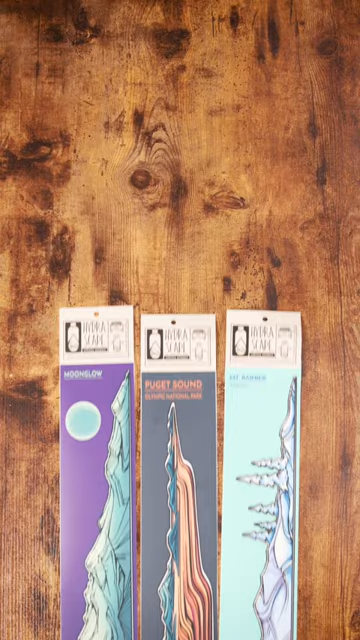 HYDRA
SCAPE
MOONGLOW
HYDRA
SCAPE
PUGET SOUND
OLYMPIC NATIONAL PARK
HYDRA
SCAPE
MT RAINIER